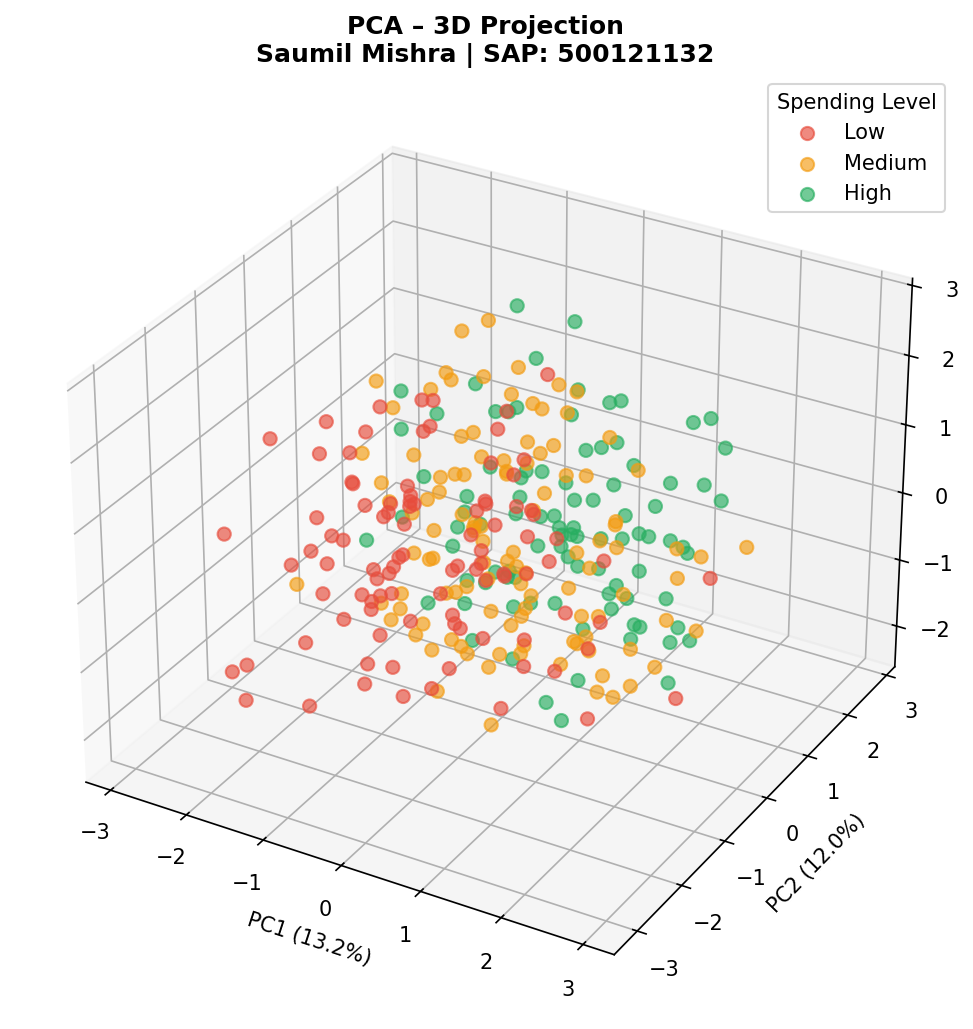 PCA – 3D Projection
Saumil Mishra | SAP: 500121132
Spending Level
Low
Medium
High
3
2
1
0
−1
−2
3
2
1
0
−1
−2
−3
PC2 (12.0%)
−3
−2
−1
0
1
2
3
PC1 (13.2%)